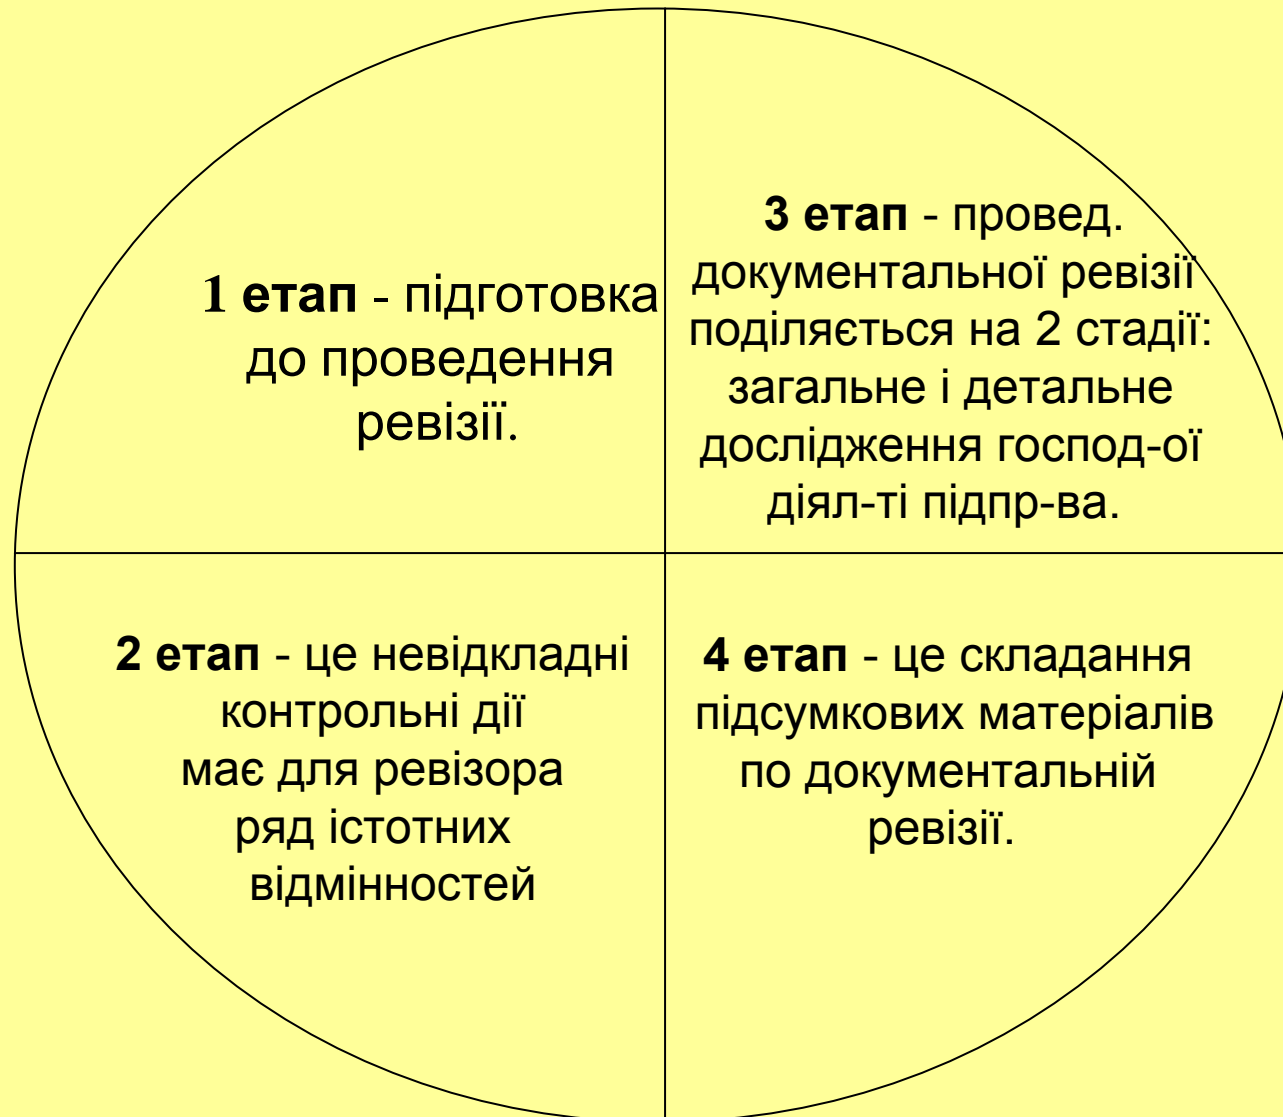 1 етап - підготовка
до проведення
ревізії.
2 етап - це невідкладні
контрольні дії
має для ревізора
ряд істотних
відмінностей
3 етап - провед.
документальної ревізії
поділяється на 2 стадії:
загальне і детальне
дослідження господ-ої
діял-ті підпр-ва.
4 етап - це складання
підсумкових матеріалів
по документальній
ревізії.